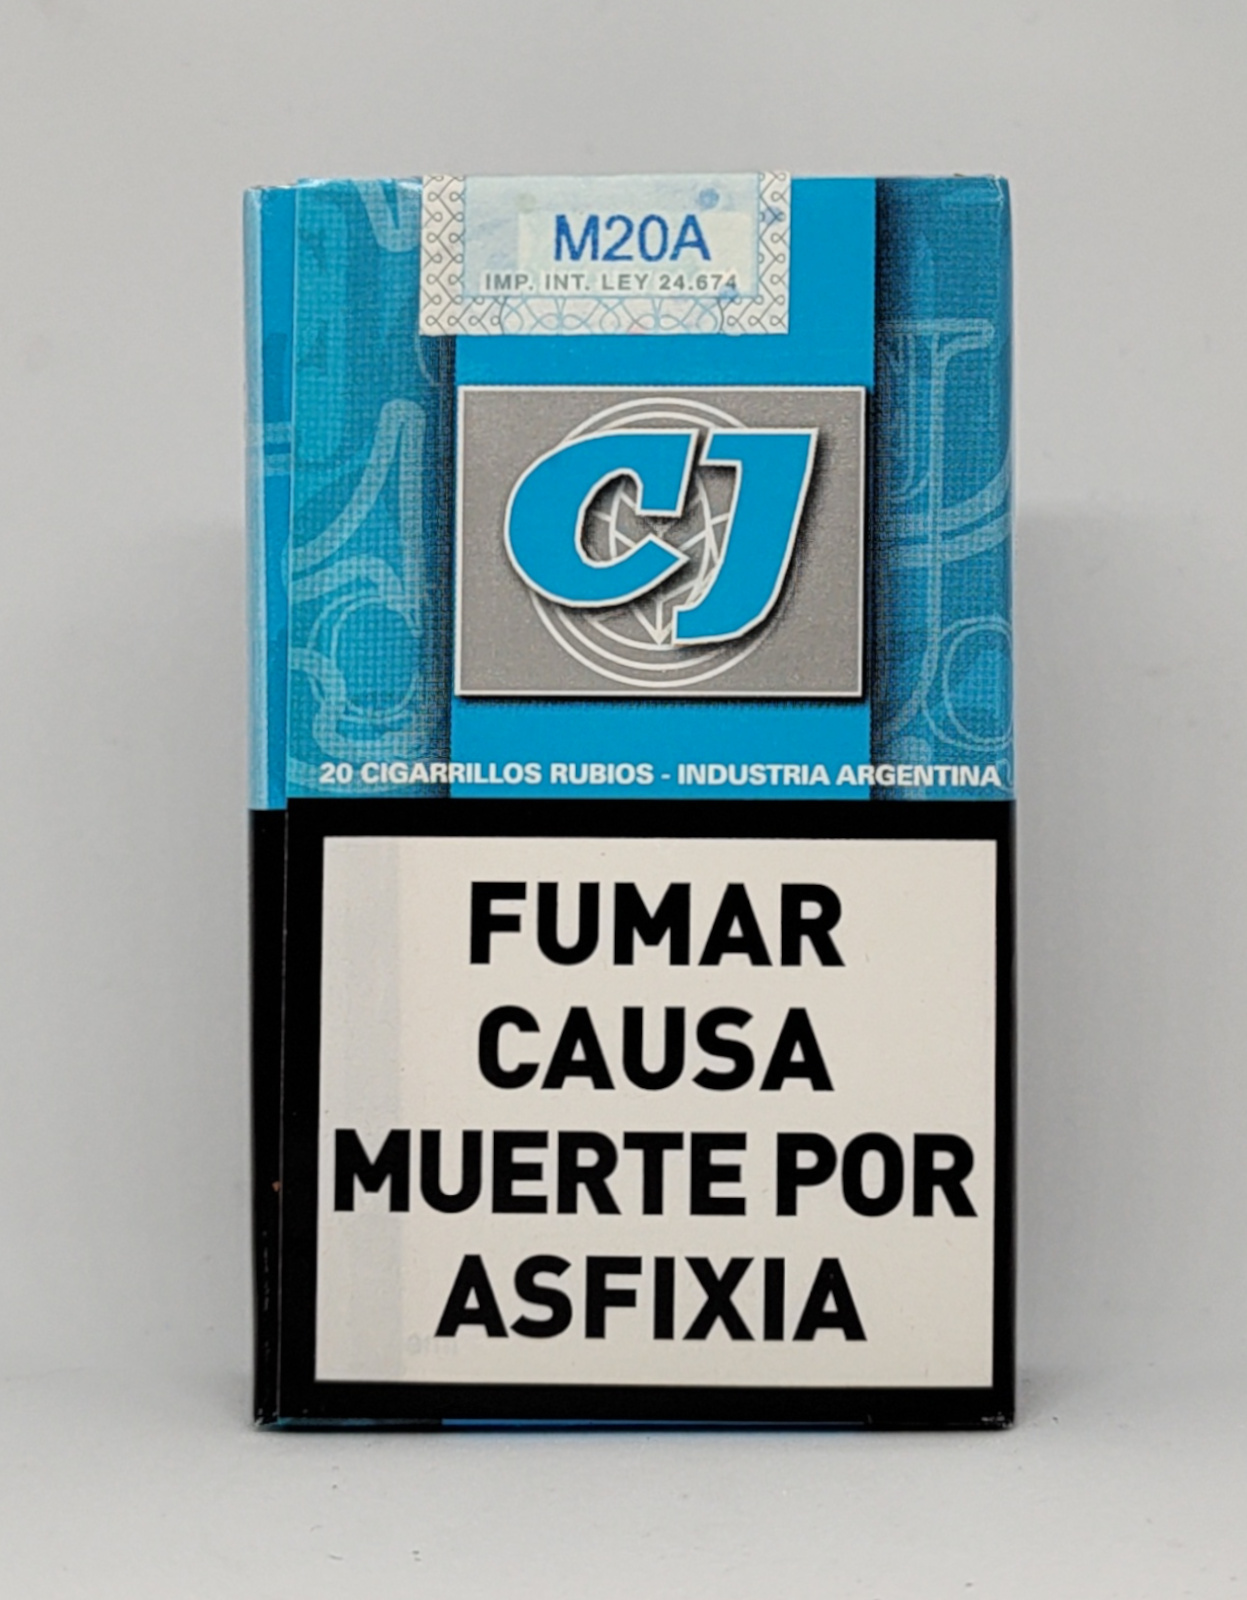 M20A
IMP. INT. LEY 24.674
CJ
20 CIGARRILLOS RUBIOS - INDUSTRIA ARGENTINA
FUMAR
CAUSA
MUERTE POR
ASFIXIA